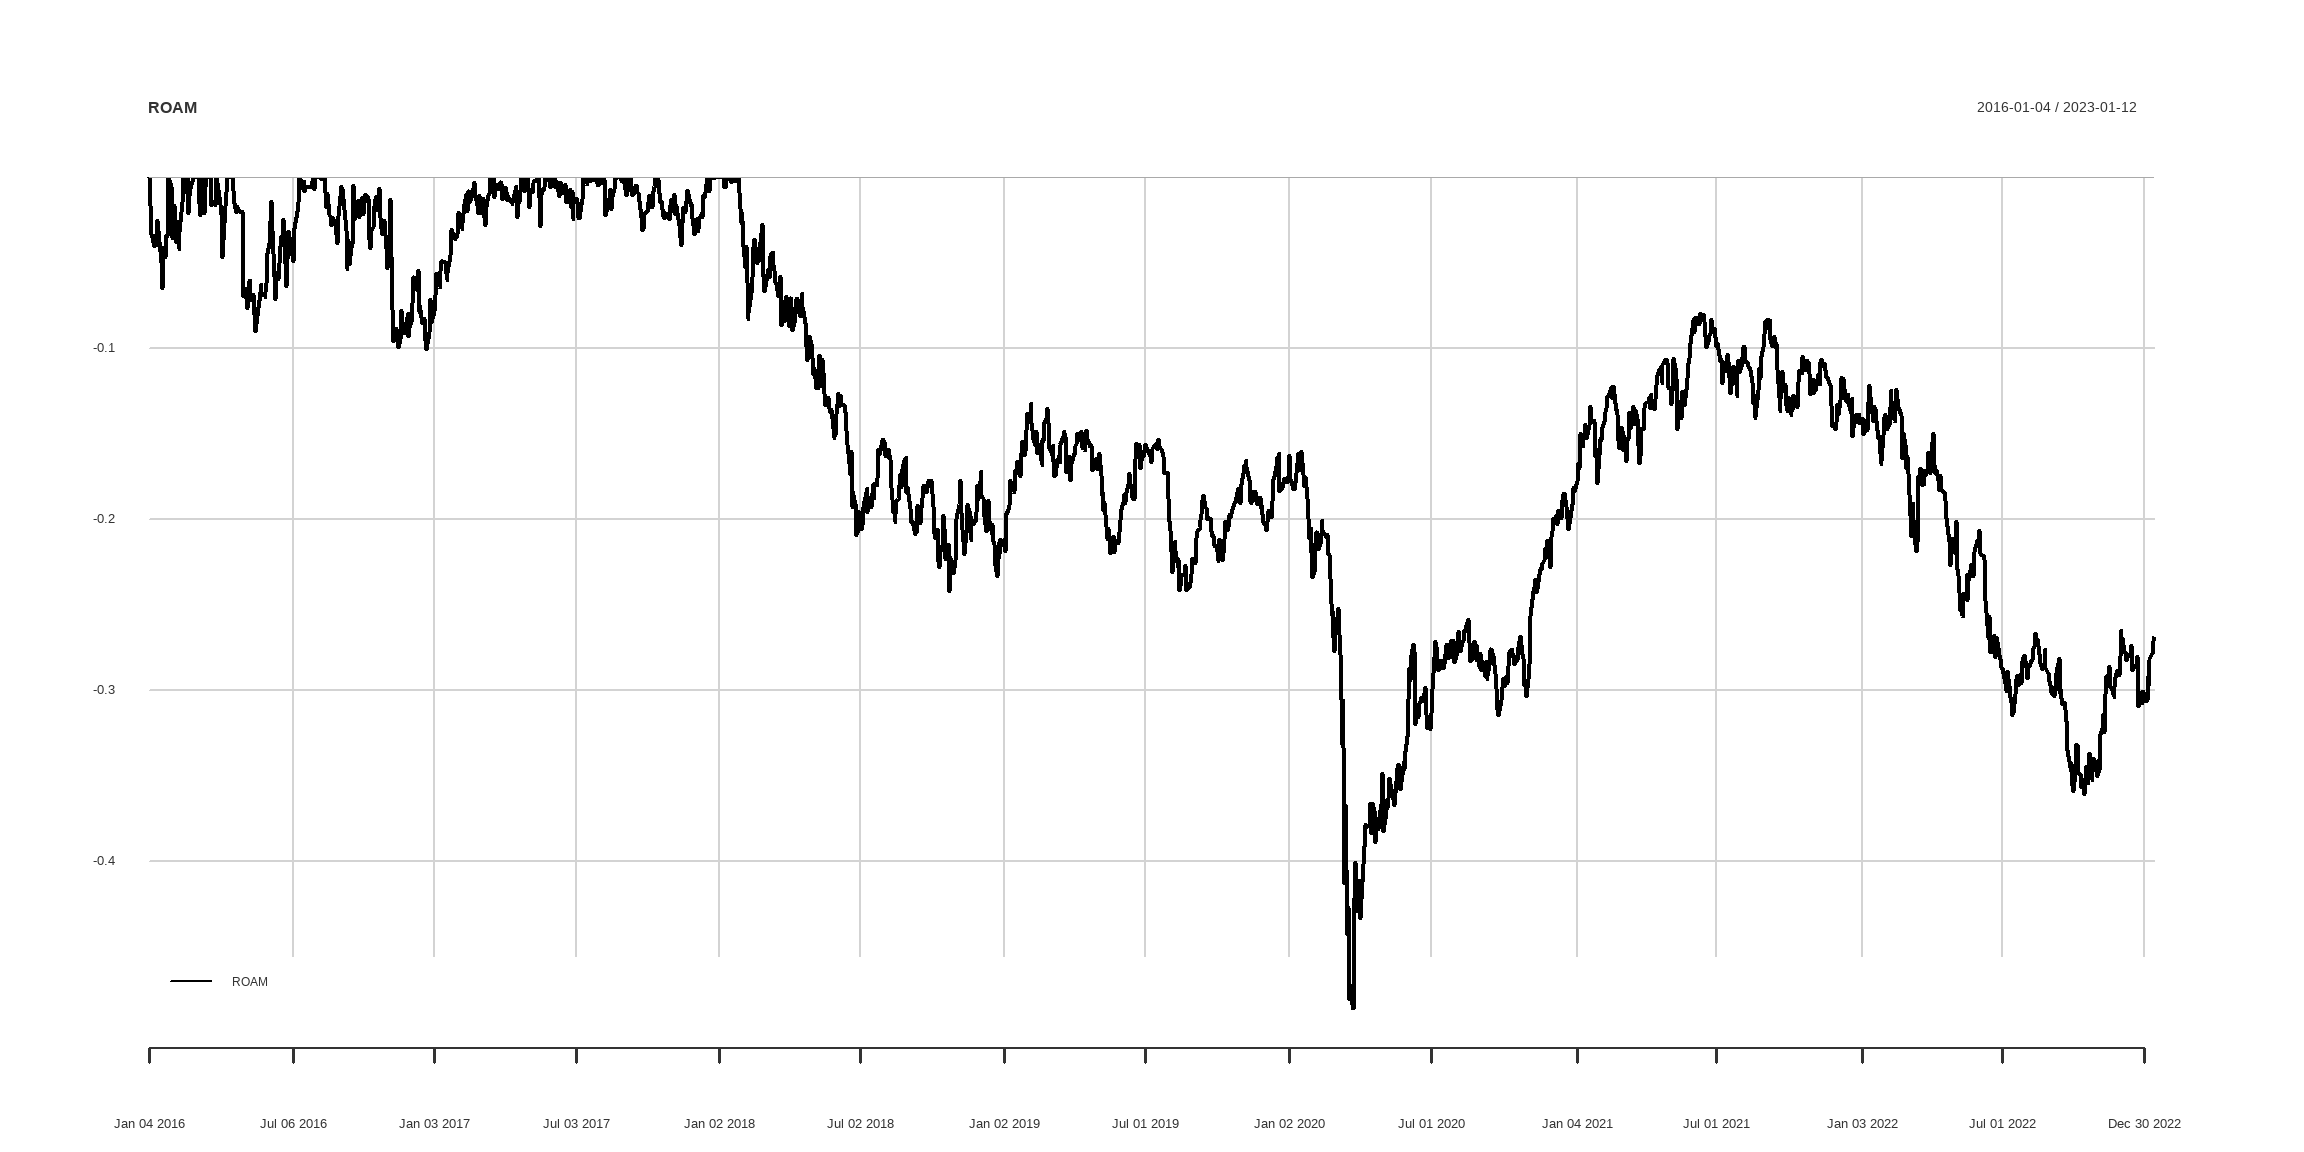 ROAM
2016-01-04 / 2023-01-12
-0.1
-0.2
-0.3
-0.4
ROAM
Jan 04 2016
Jul 06 2016
Jan 03 2017
Jul 03 2017
Jan 02 2018
Jul 02 2018
Jan 02 2019
Jul 01 2019
Jan 02 2020
Jul 01 2020
Jan 04 2021
Jul 01 2021
Jan 03 2022
Jul 01 2022
Dec 30 2022